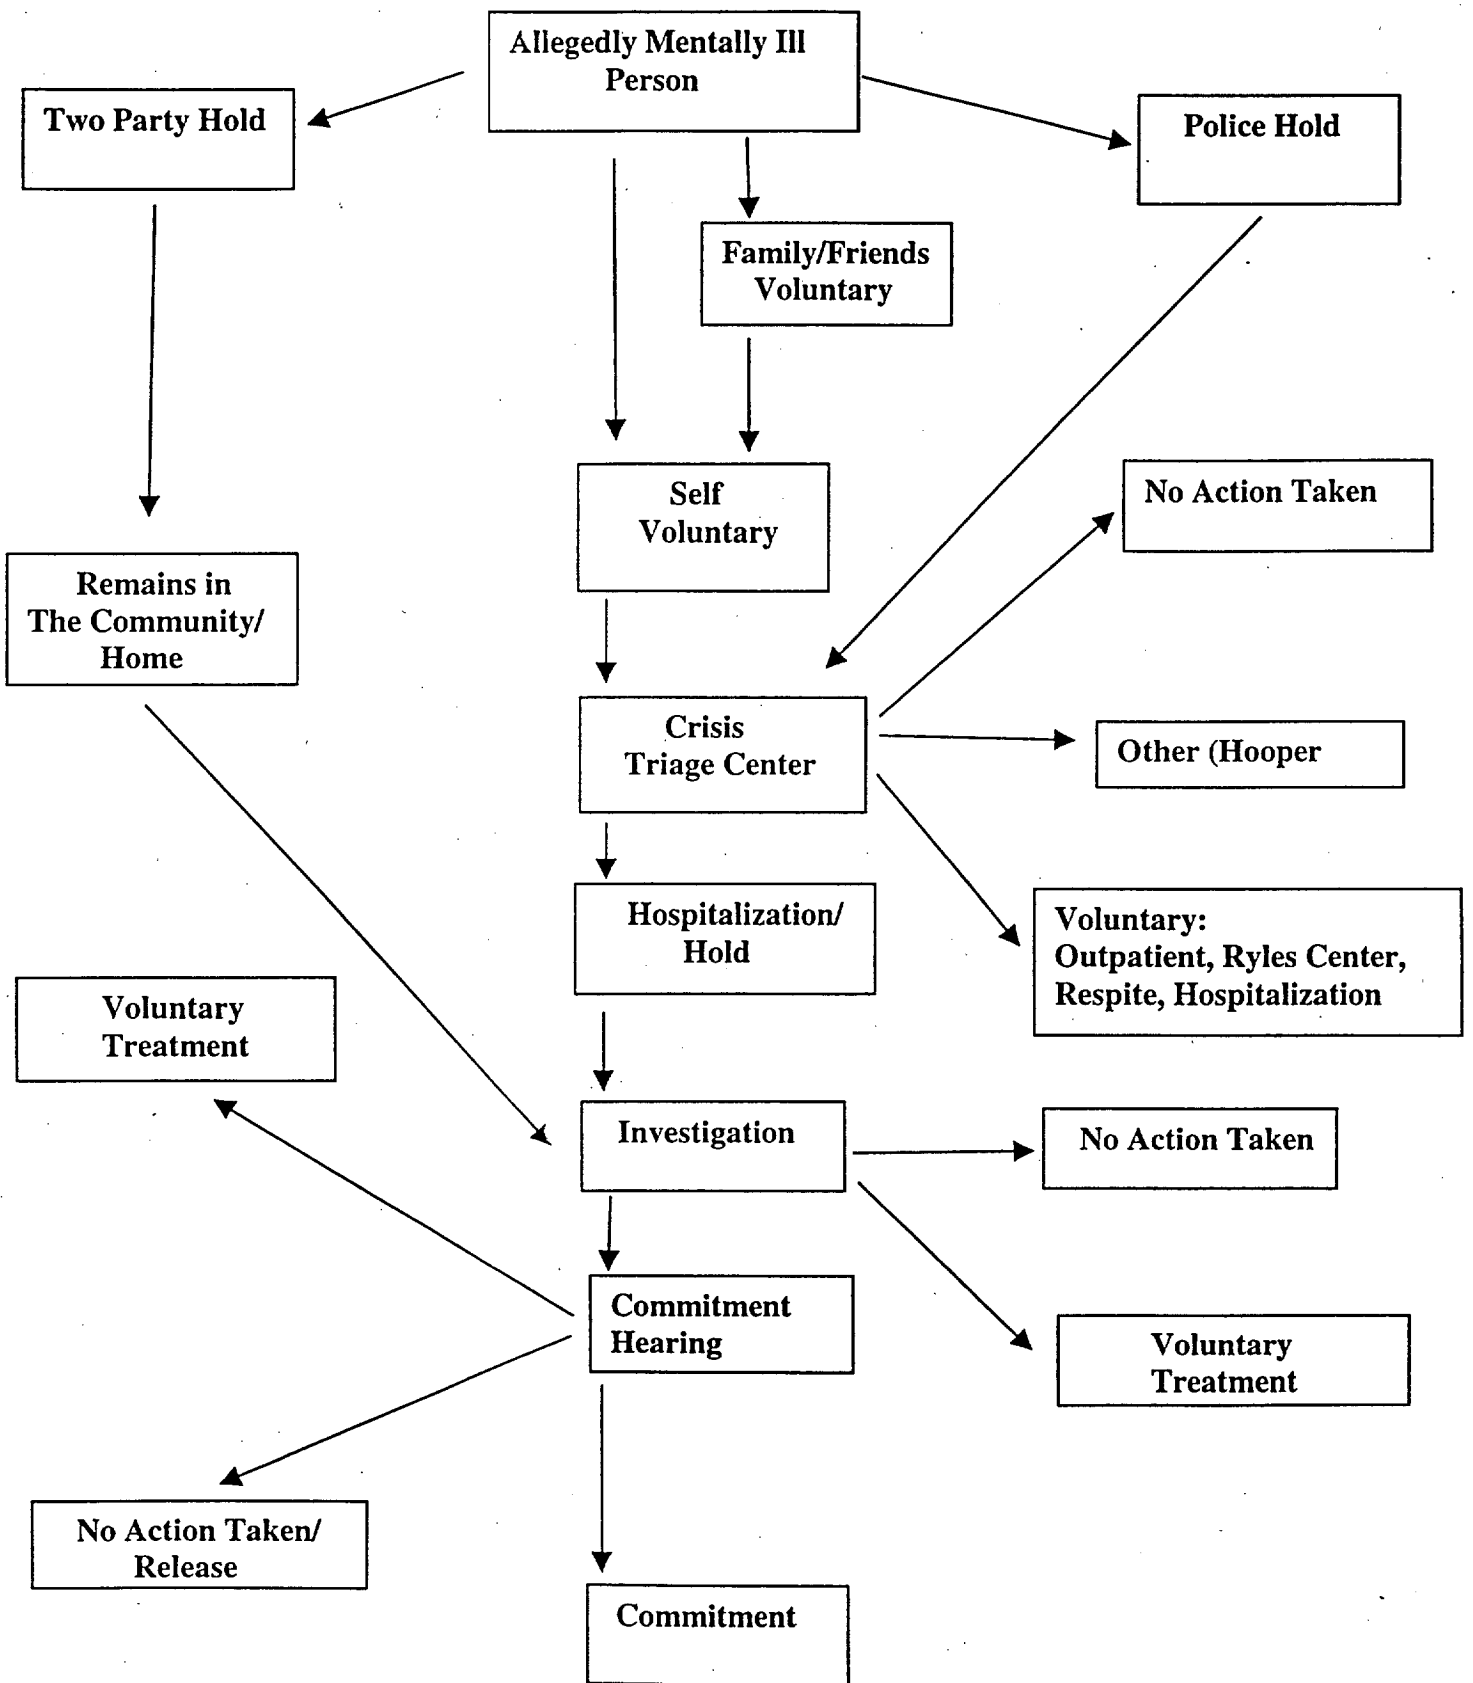 Allegedly Mentally Ill
Person
Two Party Hold
Police Hold
Family/Friends
Voluntary
Self
Voluntary
No Action Taken
Remains in
The Community/
Home
Crisis
Triage Center
Other (Hooper
Hospitalization/
Hold
Voluntary:
Outpatient, Ryles Center,
Respite, Hospitalization
Voluntary
Treatment
Investigation
No Action Taken
Commitment
Hearing
Voluntary
Treatment
No Action Taken/
Release
Commitment